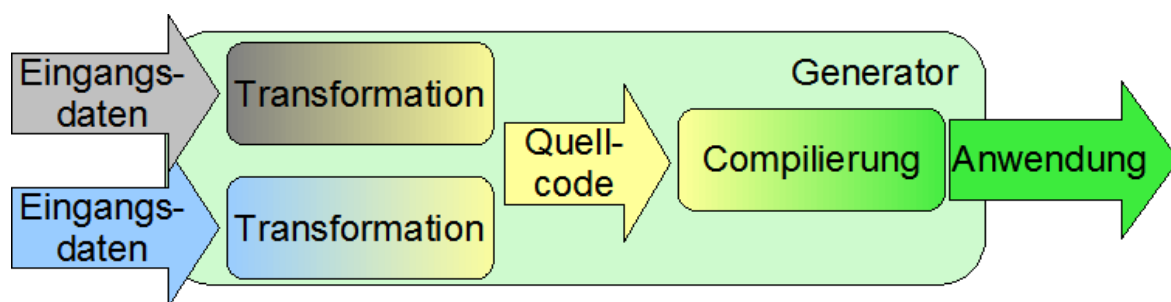 Eingangs-
daten
Transformation
Eingangs-
daten
Transformation
Quell-
code
Generator
Compilierung
Anwendung